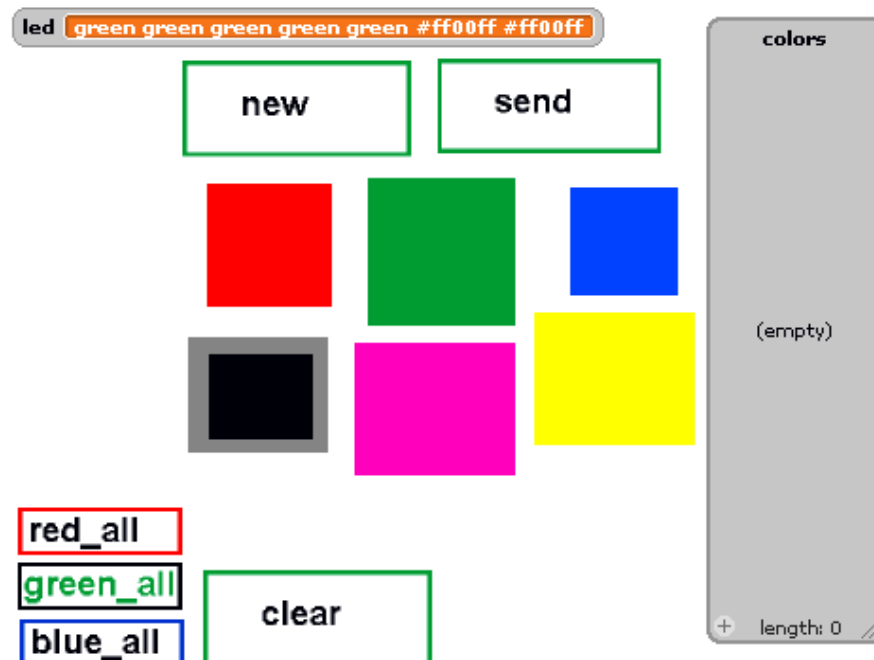 led green green green green green #ff00ff #ff00ff
colors
new
send
(empty)
red_all
green_all
clear
blue_all
+ length: 0